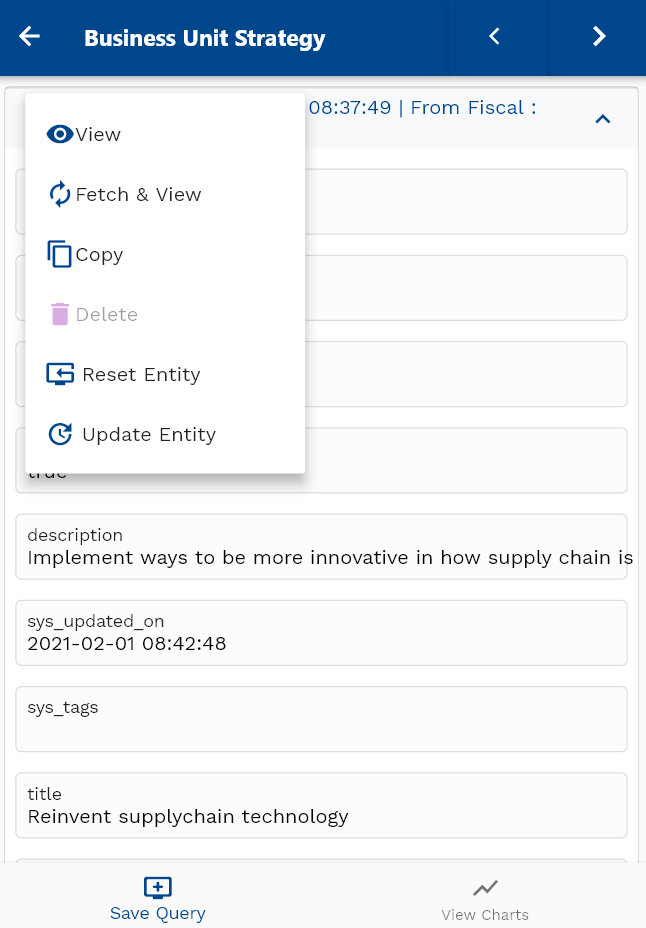 Business Unit Strategy
08:37:49 | From Fiscal :
View
Fetch & View
Copy
Delete
Reset Entity
Update Entity
true
description
Implement ways to be more innovative in how supply chain is
sys_updated_on
2021-02-01 08:42:48
sys_tags
title
Reinvent supplychain technology
Save Query
View Charts